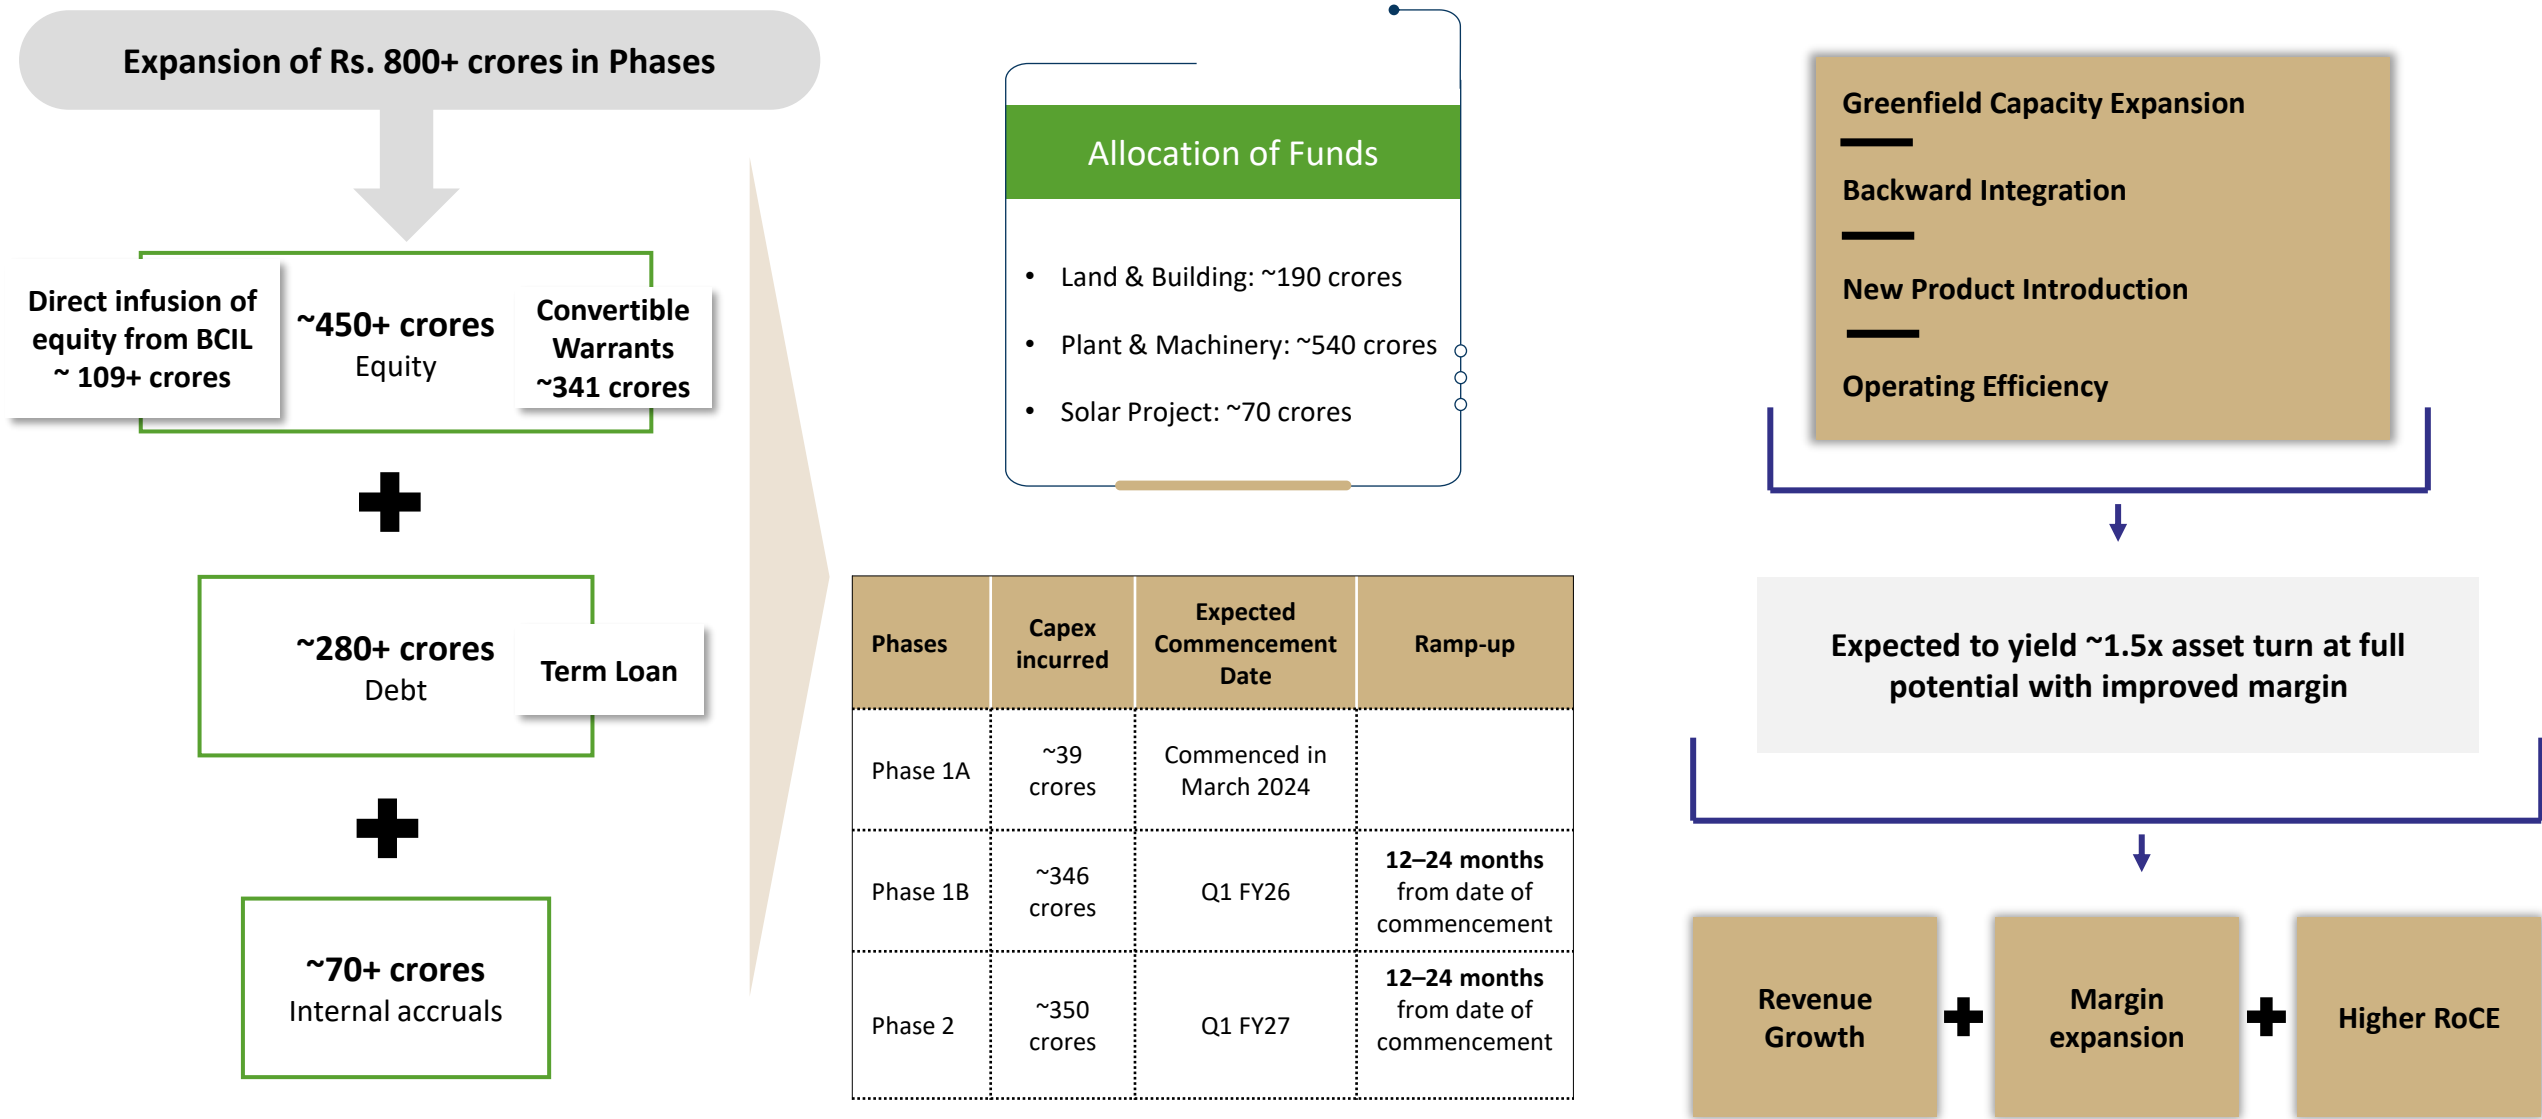 Expansion of Rs. 800+ crores in Phases
Direct infusion of
equity from BCIL
~ 109+ crores
~450+ crores
Equity
Convertible
Warrants
~341 crores
~280+ crores
Debt
Term Loan
~70+ crores
Internal accruals
Allocation of Funds
• Land & Building: ~190 crores
• Plant & Machinery: ~540 crores
• Solar Project: ~70 crores
Phases
Capex
incurred
Expected
Commencement
Date
Ramp-up
Phase 1A
~39
crores
Commenced in
March 2024
Phase 1B
~346
crores
Q1 FY26
12–24 months
from date of
commencement
Phase 2
~350
crores
Q1 FY27
12–24 months
from date of
commencement
Greenfield Capacity Expansion
Backward Integration
New Product Introduction
Operating Efficiency
Expected to yield ~1.5x asset turn at full
potential with improved margin
Revenue
Growth
Margin
expansion
Higher RoCE